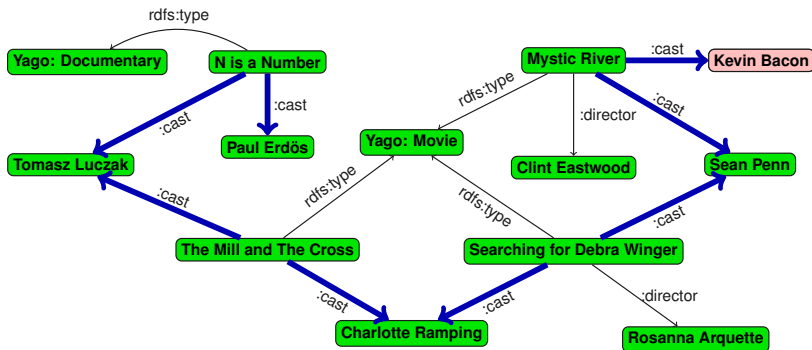 rdfs:type
Yago: Documentary
N is a Number
Mystic River
:cast
Kevin Bacon
:cast
:cast
rdfs:type
:director
:cast
Tomasz Luczak
Paul Erdös
Yago: Movie
Clint Eastwood
Sean Penn
:cast
rdfs:type
rdfs:type
:cast
The Mill and The Cross
Searching for Debra Winger
:cast
:cast
:director
Charlotte Ramping
Rosanna Arquette